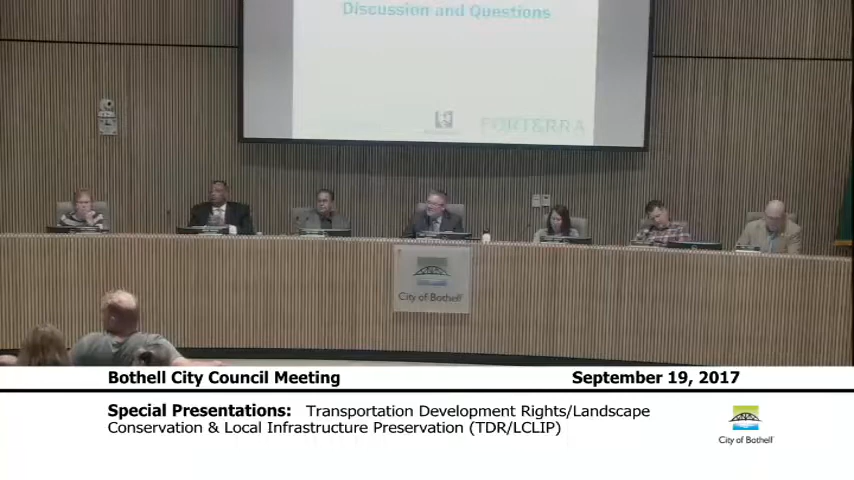 Discussion and Questions
FORTERRA
City of Bothell
Bothell City Council Meeting September 19, 2017
Special Presentations: Transportation Development Rights/Landscape
Conservation & Local Infrastructure Preservation (TDR/LCLIP)
City of Bothell